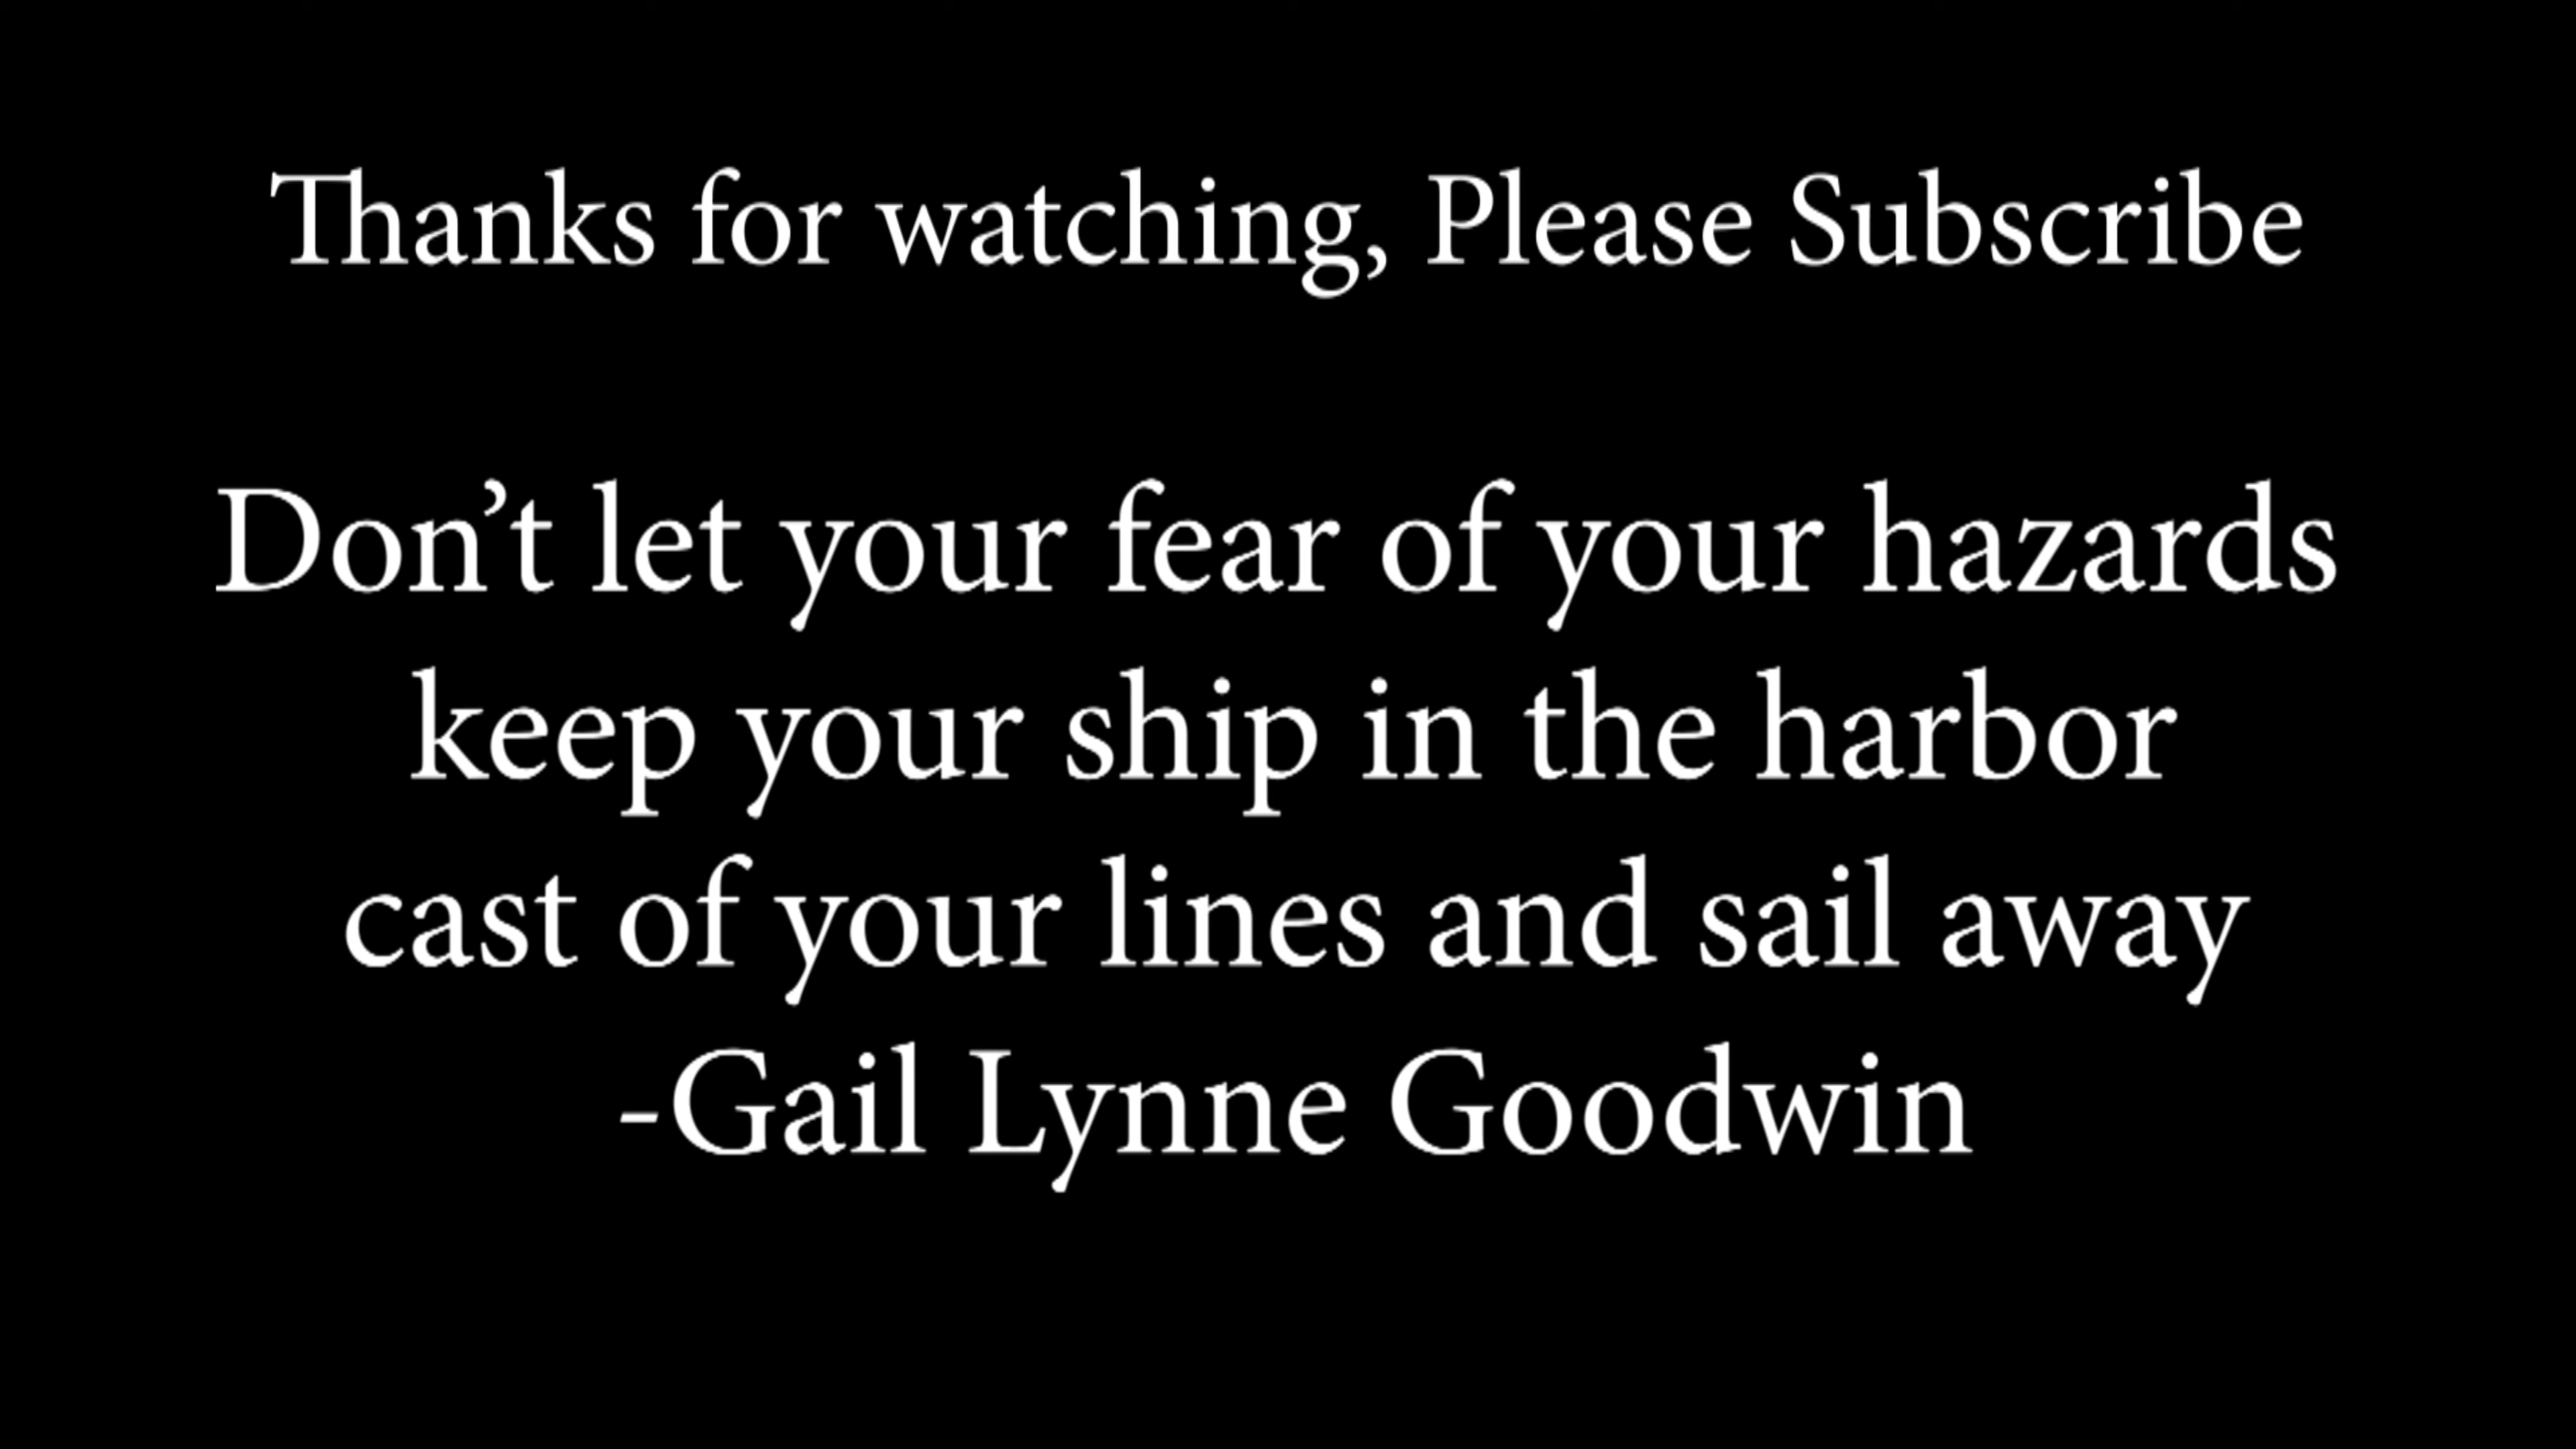 Thanks for watching, Please Subscribe
Don’t let your fear of your hazards
keep your ship in the harbor
cast of your lines and sail away
-Gail Lynne Goodwin